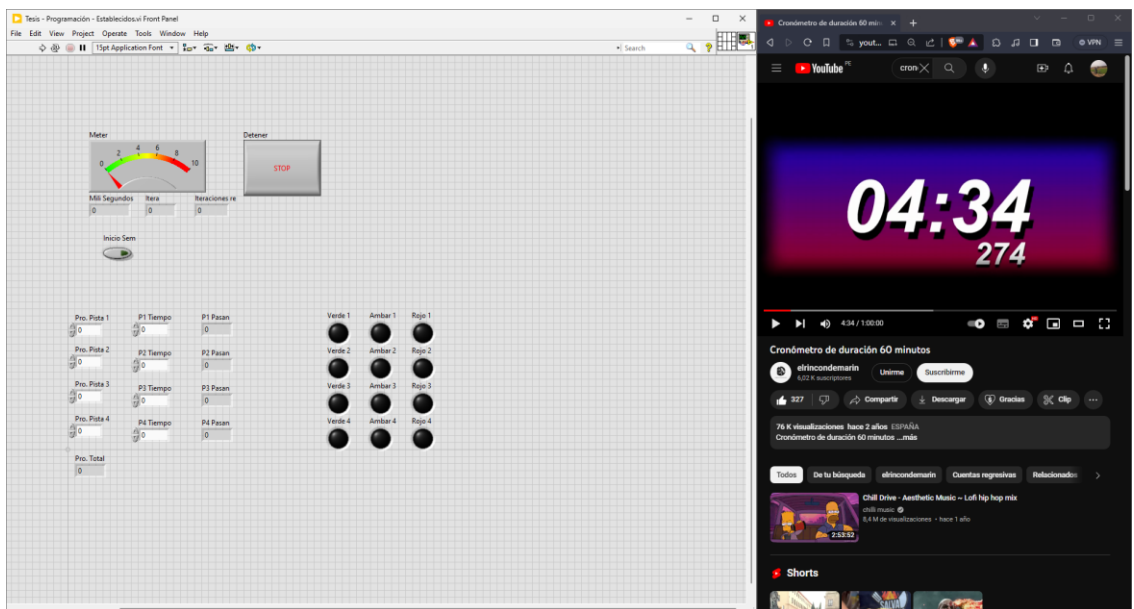 Tesis - Programación - Establecidos.vi Front Panel
File Edit View Project Operate Tools Window Help
15pt Application Font
Search
Meter
0 2 4 6 8 10
Detener
STOP
Mili Segundos Itera Iteraciones re
0 0 0
Inicio Sem
Pro. Pista 1 P1 Tiempo P1 Pasan
0 0 0
Pro. Pista 2 P2 Tiempo P2 Pasan
0 0 0
Pro. Pista 3 P3 Tiempo P3 Pasan
0 0 0
Pro. Pista 4 P4 Tiempo P4 Pasan
0 0 0
Pro. Total
0
Verde 1 Ambar 1 Rojo 1
Verde 2 Ambar 2 Rojo 2
Verde 3 Ambar 3 Rojo 3
Verde 4 Ambar 4 Rojo 4
Cronómetro de duración 60 min
yout...
VPN
YouTube PE
cron
04:34
274
4:34 / 1:00:00
Cronómetro de duración 60 minutos
elrincondemarin
6,02 K suscriptores
Unirme
Suscribirme
327
Compartir
Descargar
Gracias
Clip
76 K visualizaciones hace 2 años ESPAÑA
Cronómetro de duración 60 minutos ...más
Todos
De tu búsqueda
elrincondemarin
Cuentas regresivas
Relacionados
Chill Drive - Aesthetic Music ~ Lofi hip hop mix
chilli music
8,4 M de visualizaciones • hace 1 año
2:53:52
Shorts